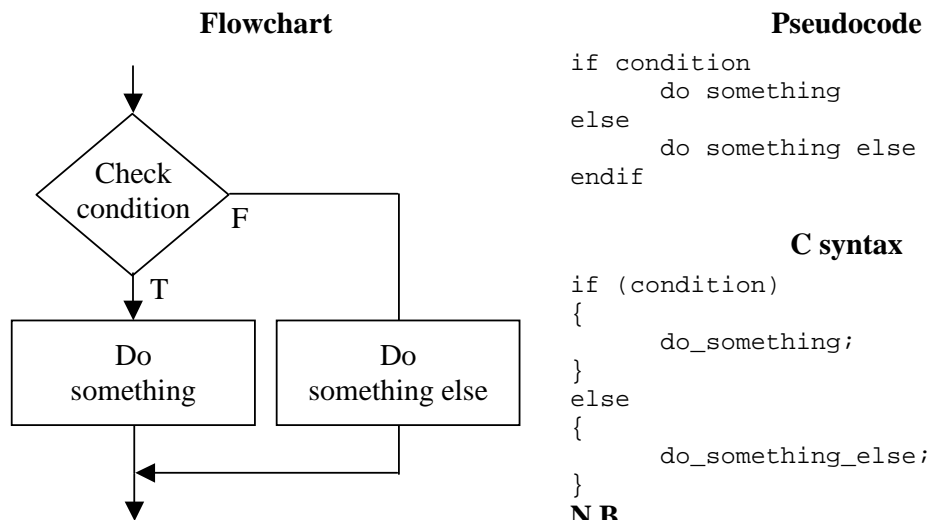 Flowchart
Check
condition
F
T
Do
something
Do
something else
Pseudocode
if condition
do something
else
do something else
endif
C syntax
if (condition)
{
do_something;
}
else
{
do_something_else;
}
N.B.